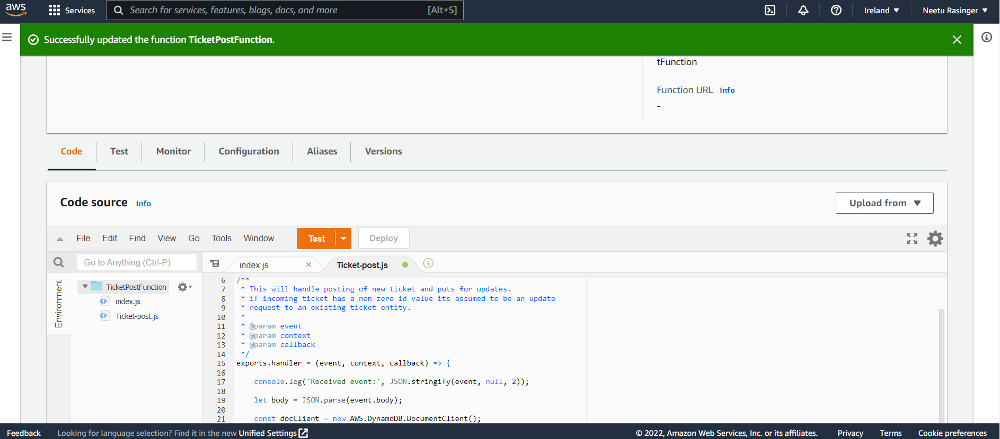 aws Services Search for services, features, blogs, docs, and more [Alt+S] Ireland ▼ Neetu Rasinger ▼
Successfully updated the function TicketPostFunction.
tFunction
Function URL Info
-
Code Test Monitor Configuration Aliases Versions
Code source Info Upload from ▼
File Edit Find View Go Tools Window Test Deploy
Go to Anything (Ctrl-P) index.js × Ticket-post.js
Environment
TicketPostFunction
index.js
Ticket-post.js
6 /**
7 * This will handle posting of new ticket and puts for updates.
8 * if incoming ticket has a non-zero id value its assumed to be an update
9 * request to an existing ticket entity.
10 *
11 * @param event
12 * @param context
13 * @param callback
14 */
15 exports.handler = (event, context, callback) => {
16
17 console.log('Received event:', JSON.stringify(event, null, 2));
18
19 let body = JSON.parse(event.body);
20
21 const docClient = new AWS.DynamoDB.DocumentClient();
Feedback Looking for language selection? Find it in the new Unified Settings © 2022, Amazon Web Services, Inc. or its affiliates. Privacy Terms Cookie preferences